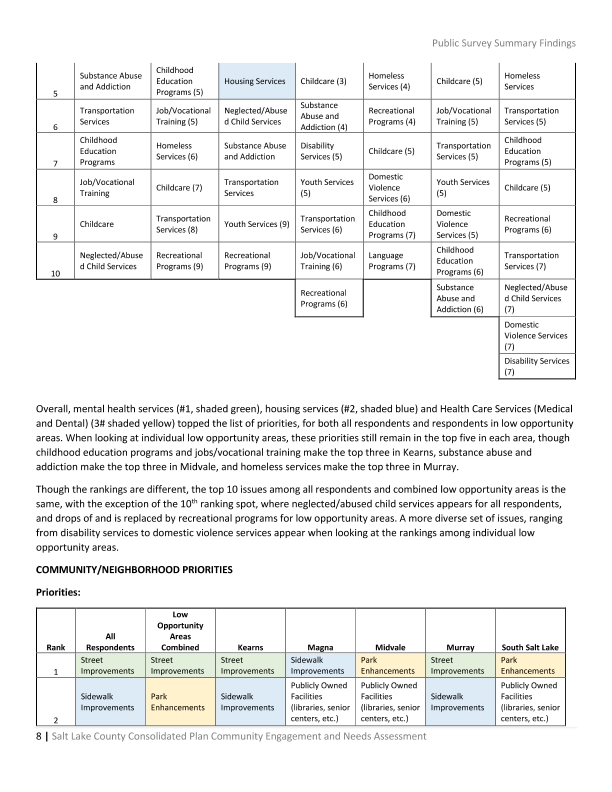 Public Survey Summary Findings
5
Substance Abuse
and Addiction
Childhood
Education
Programs (5)
Housing Services
Childcare (3)
Homeless
Services (4)
Childcare (5)
Homeless
Services
6
Transportation
Services
Job/Vocational
Training (5)
Neglected/Abuse
d Child Services
Substance
Abuse and
Addiction (4)
Recreational
Programs (4)
Job/Vocational
Training (5)
Transportation
Services (5)
7
Childhood
Education
Programs
Homeless
Services (6)
Substance Abuse
and Addiction
Disability
Services (5)
Childcare (5)
Transportation
Services (5)
Childhood
Education
Programs (5)
8
Job/Vocational
Training
Childcare (7)
Transportation
Services
Youth Services
(5)
Domestic
Violence
Services (6)
Youth Services
(5)
Childcare (5)
9
Childcare
Transportation
Services (8)
Youth Services (9)
Transportation
Services (6)
Childhood
Education
Programs (7)
Domestic
Violence
Services (5)
Recreational
Programs (6)
10
Neglected/Abuse
d Child Services
Recreational
Programs (9)
Recreational
Programs (9)
Job/Vocational
Training (6)
Language
Programs (7)
Childhood
Education
Programs (6)
Transportation
Services (7)
Recreational
Programs (6)
Substance
Abuse and
Addiction (6)
Neglected/Abuse
d Child Services
(7)
Domestic
Violence Services
(7)
Disability Services
(7)
Overall, mental health services (#1, shaded green), housing services (#2, shaded blue) and Health Care Services (Medical
and Dental) (3# shaded yellow) topped the list of priorities, for both all respondents and respondents in low opportunity
areas. When looking at individual low opportunity areas, these priorities still remain in the top five in each area, though
childhood education programs and jobs/vocational training make the top three in Kearns, substance abuse and
addiction make the top three in Midvale, and homeless services make the top three in Murray.
Though the rankings are different, the top 10 issues among all respondents and combined low opportunity areas is the
same, with the exception of the 10th ranking spot, where neglected/abused child services appears for all respondents,
and drops of and is replaced by recreational programs for low opportunity areas. A more diverse set of issues, ranging
from disability services to domestic violence services appear when looking at the rankings among individual low
opportunity areas.
COMMUNITY/NEIGHBORHOOD PRIORITIES
Priorities:
Rank
All
Respondents
Low
Opportunity
Areas
Combined
Kearns
Magna
Midvale
Murray
South Salt Lake
1
Street
Improvements
Street
Improvements
Street
Improvements
Sidewalk
Improvements
Park
Enhancements
Street
Improvements
Park
Enhancements
2
Sidewalk
Improvements
Park
Enhancements
Sidewalk
Improvements
Publicly Owned
Facilities
(libraries, senior
centers, etc.)
Publicly Owned
Facilities
(libraries, senior
centers, etc.)
Sidewalk
Improvements
Publicly Owned
Facilities
(libraries, senior
centers, etc.)
8 | Salt Lake County Consolidated Plan Community Engagement and Needs Assessment